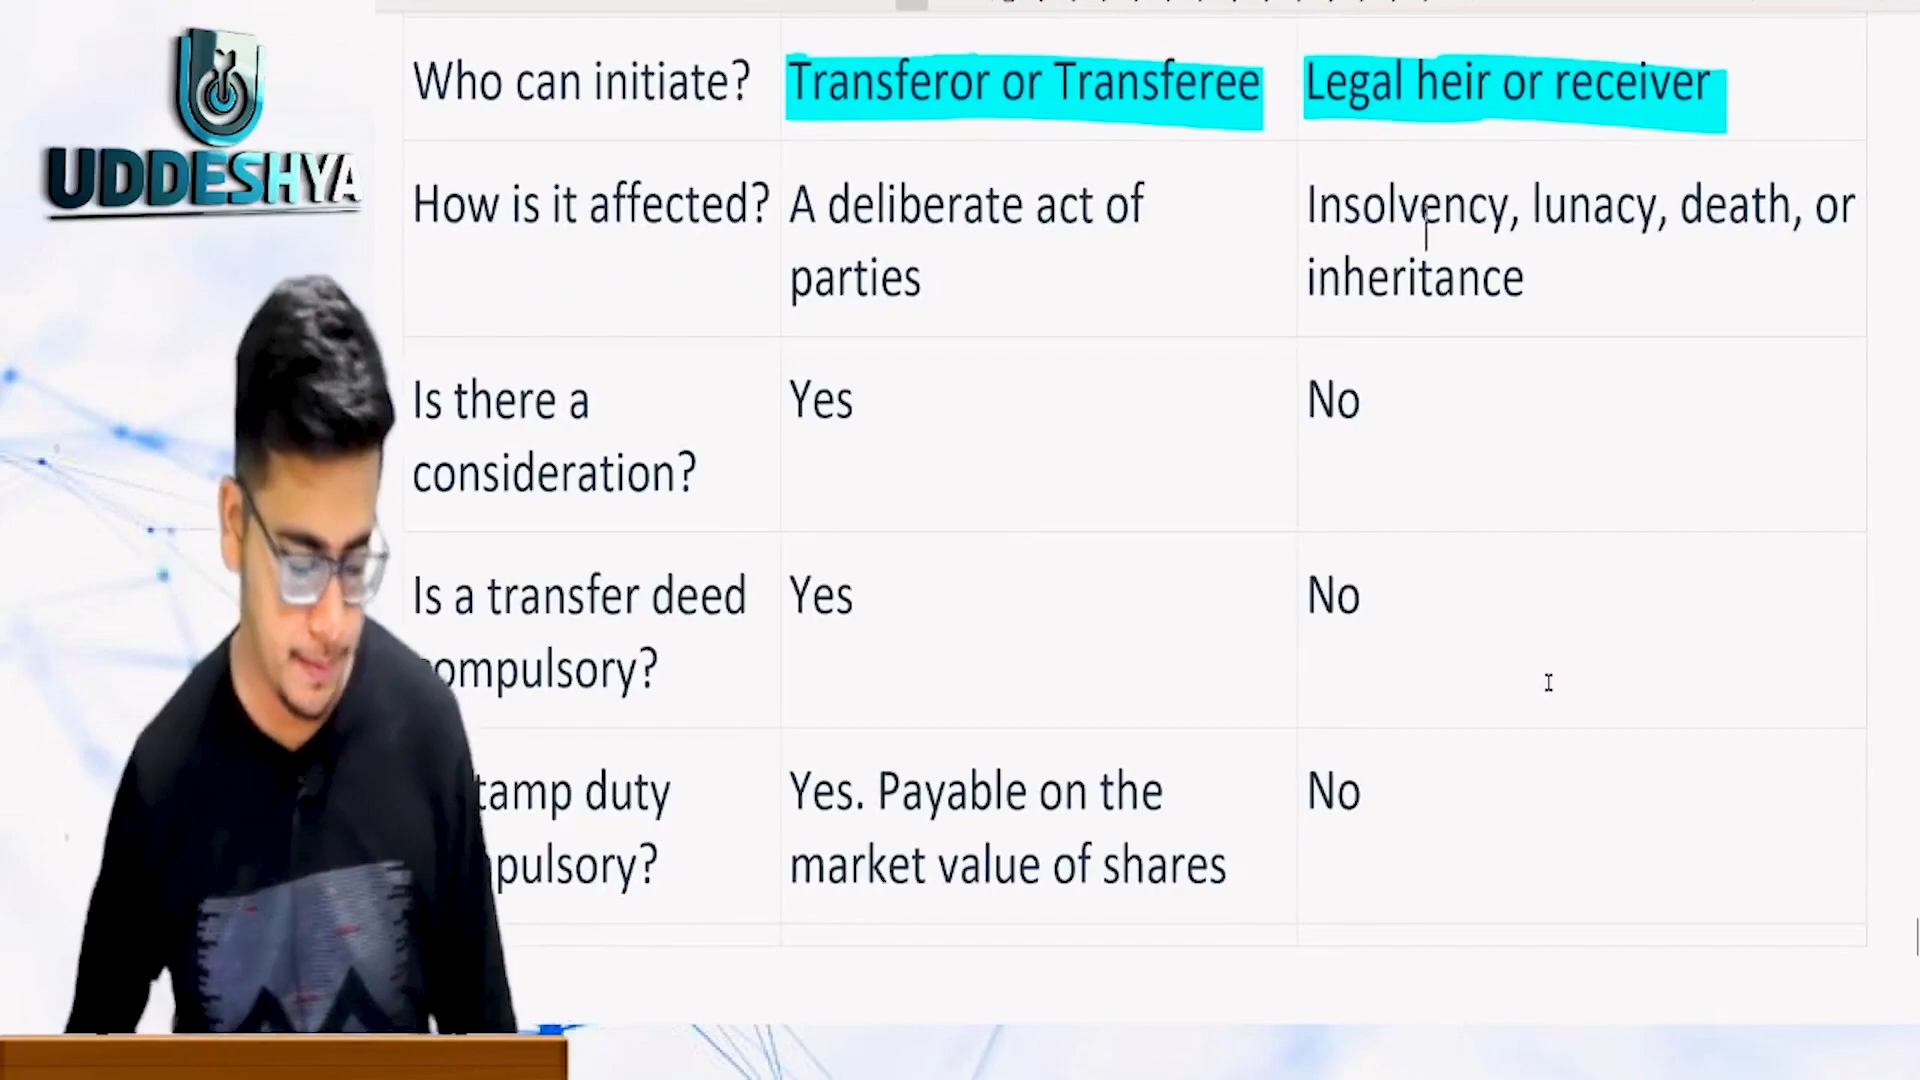 UDDESHYA
Who can initiate? Transferor or Transferee Legal heir or receiver
How is it affected? A deliberate act of Insolvency, lunacy, death, or
parties inheritance
Is there a Yes No
consideration?
Is a transfer deed Yes No
ompulsory?
tamp duty Yes. Payable on the No
pulsory? market value of shares